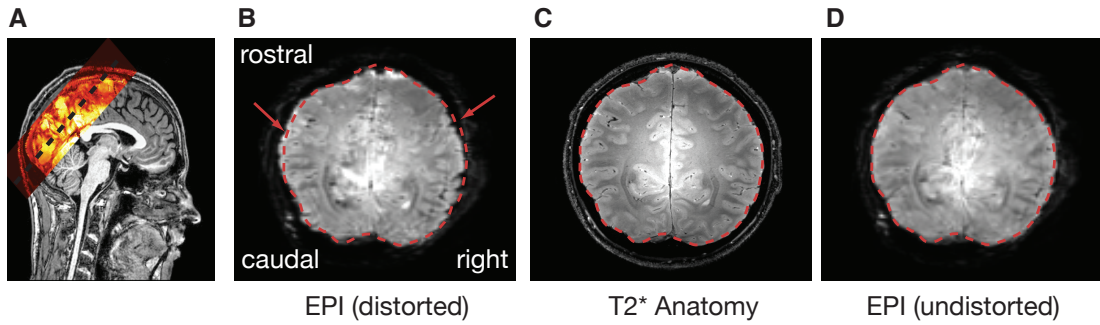 A
B
C
D
rostral
caudal
right
EPI (distorted)
T2* Anatomy
EPI (undistorted)